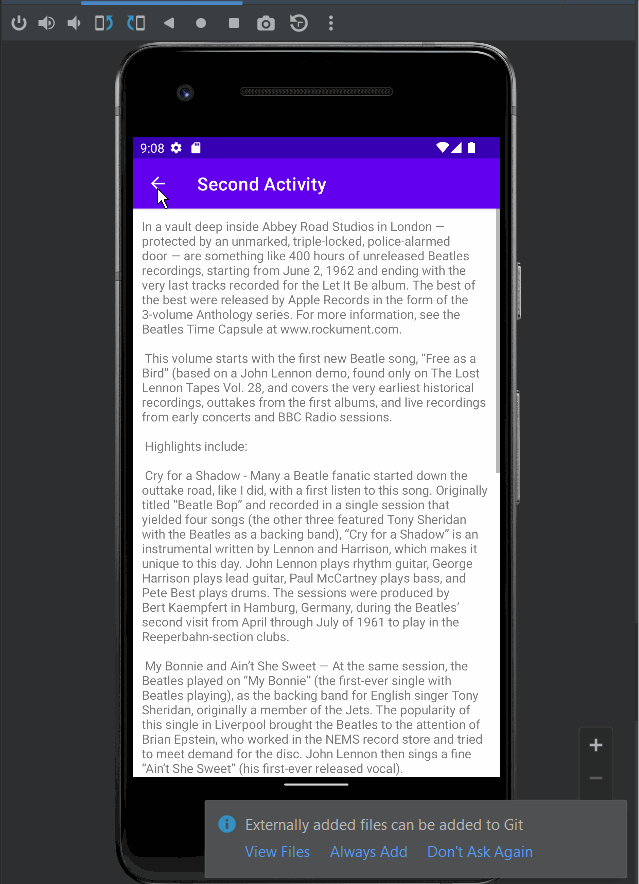 9:08
Second Activity
In a vault deep inside Abbey Road Studios in London —
protected by an unmarked, triple-locked, police-alarmed
door — are something like 400 hours of unreleased Beatles
recordings, starting from June 2, 1962 and ending with the
very last tracks recorded for the Let It Be album. The best of
the best were released by Apple Records in the form of the
3-volume Anthology series. For more information, see the
Beatles Time Capsule at www.rockument.com.
This volume starts with the first new Beatle song, "Free as a
Bird" (based on a John Lennon demo, found only on The Lost
Lennon Tapes Vol. 28, and covers the very earliest historical
recordings, outtakes from the first albums, and live recordings
from early concerts and BBC Radio sessions.
Highlights include:
Cry for a Shadow - Many a Beatle fanatic started down the
outtake road, like I did, with a first listen to this song. Originally
titled "Beatle Bop" and recorded in a single session that
yielded four songs (the other three featured Tony Sheridan
with the Beatles as a backing band), “Cry for a Shadow” is an
instrumental written by Lennon and Harrison, which makes it
unique to this day. John Lennon plays rhythm guitar, George
Harrison plays lead guitar, Paul McCartney plays bass, and
Pete Best plays drums. The sessions were produced by
Bert Kaempfert in Hamburg, Germany, during the Beatles’
second visit from April through July of 1961 to play in the
Reeperbahn-section clubs.
My Bonnie and Ain’t She Sweet — At the same session, the
Beatles played on “My Bonnie” (the first-ever single with
Beatles playing), as the backing band for English singer Tony
Sheridan, originally a member of the Jets. The popularity of
this single in Liverpool brought the Beatles to the attention of
Brian Epstein, who worked in the NEMS record store and tried
to meet demand for the disc. John Lennon then sings a fine
“Ain’t She Sweet” (his first-ever released vocal).
Externally added files can be added to Git
View Files Always Add Don't Ask Again